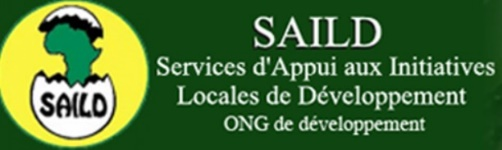 SAILD
SAILD
Services d'Appui aux Initiatives
Locales de Développement
ONG de développement